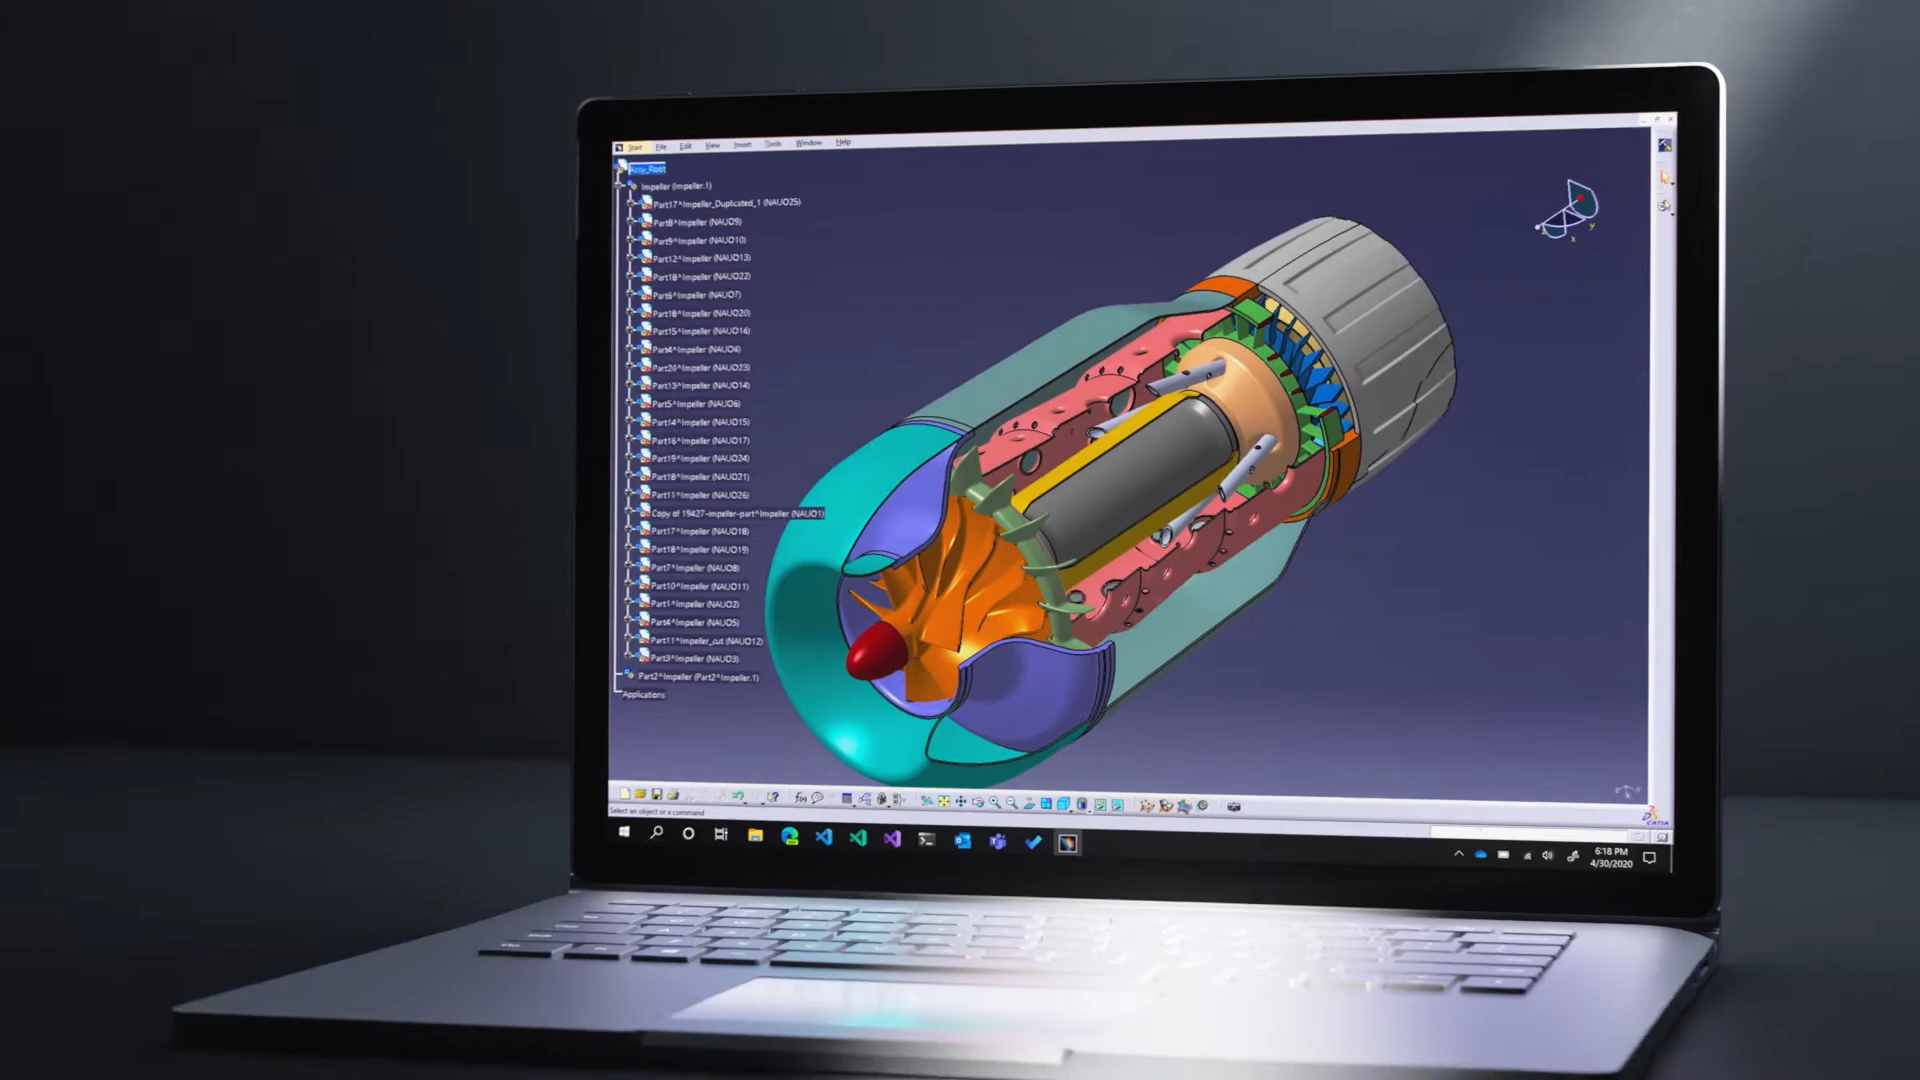 Start File Edit View Insert Tools Window Help
Assy_Root
Impeller (Impeller.1)
Part17^Impeller_Duplicated_1 (NAUO25)
Part8^Impeller (NAUO9)
Part9^Impeller (NAUO10)
Part12^Impeller (NAUO13)
Part18^Impeller (NAUO22)
Part6^Impeller (NAUO7)
Part18^Impeller (NAUO20)
Part15^Impeller (NAUO16)
Part4^Impeller (NAUO4)
Part20^Impeller (NAUO23)
Part13^Impeller (NAUO14)
Part5^Impeller (NAUO6)
Part14^Impeller (NAUO15)
Part16^Impeller (NAUO17)
Part19^Impeller (NAUO24)
Part18^Impeller (NAUO21)
Part11^Impeller (NAUO26)
Copy of 19427-impeller-part^Impeller (NAUO1)
Part17^Impeller (NAUO18)
Part18^Impeller (NAUO19)
Part7^Impeller (NAUO8)
Part10^Impeller (NAUO11)
Part1^Impeller (NAUO2)
Part4^Impeller (NAUO5)
Part11^Impeller_cut (NAUO12)
Part3^Impeller (NAUO3)
Part2^Impeller (Part2^Impeller.1)
Applications
x y
f(x)
Select an object or a command
CATIA
6:18 PM
4/30/2020